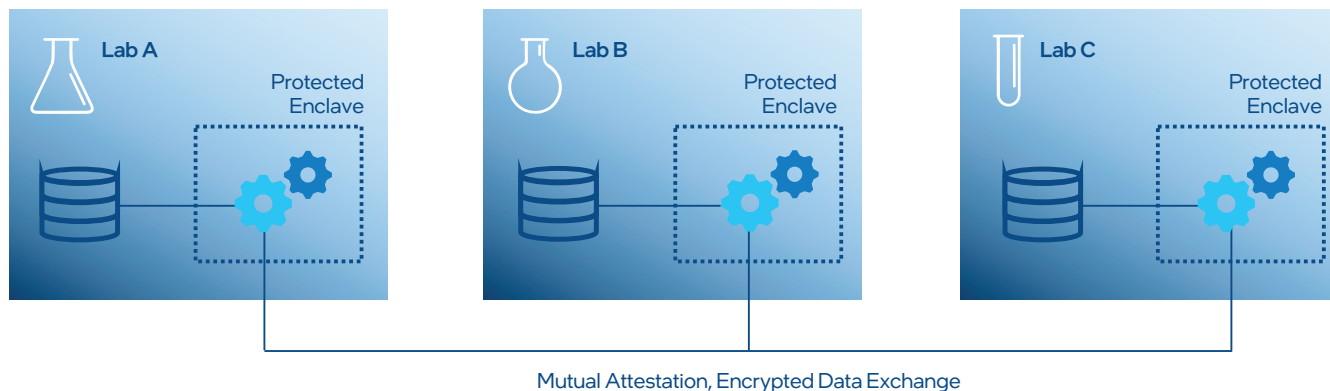 Lab A
Protected
Enclave
Lab B
Protected
Enclave
Lab C
Protected
Enclave
Mutual Attestation, Encrypted Data Exchange